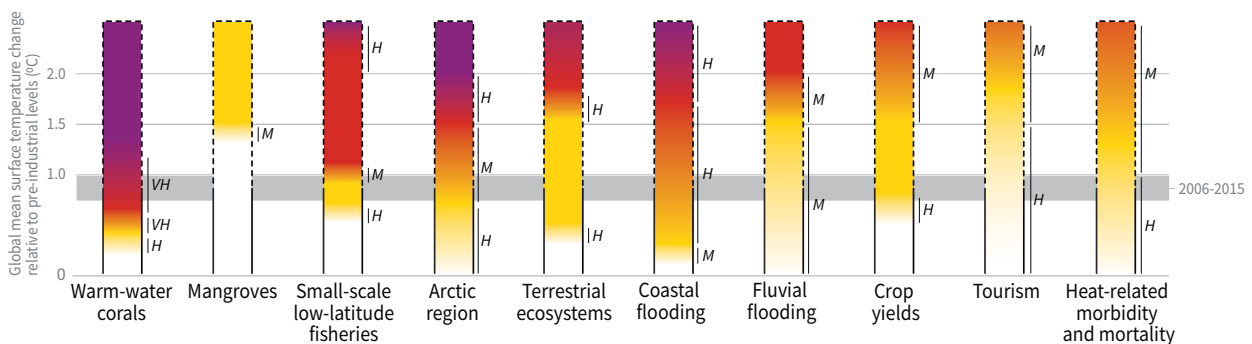 Global mean surface temperature change
relative to pre-industrial levels (ºC)
2.0
1.5
1.0
0
VH
VH
H
M
H
M
H
H
M
H
H
H
H
H
M
M
M
M
H
M
H
M
H
2006-2015
Warm-water
corals
Mangroves
Small-scale
low-latitude
fisheries
Arctic
region
Terrestrial
ecosystems
Coastal
flooding
Fluvial
flooding
Crop
yields
Tourism
Heat-related
morbidity
and mortality